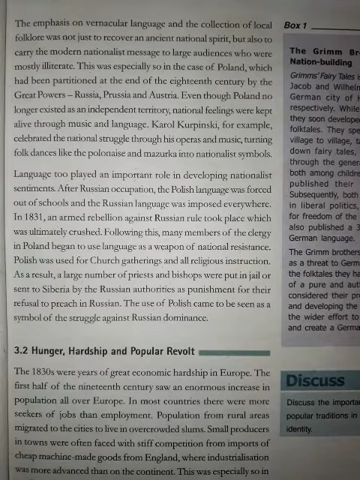 The emphasis on vernacular language and the collection of local
folklore was not just to recover an ancient national spirit, but also to
carry the modern nationalist message to large audiences who were
mostly illiterate. This was especially so in the case of Poland, which
had been partitioned at the end of the eighteenth century by the
Great Powers – Russia, Prussia and Austria. Even though Poland no
longer existed as an independent territory, national feelings were kept
alive through music and language. Karol Kurpinski, for example,
celebrated the national struggle through his operas and music, turning
folk dances like the polonaise and mazurka into nationalist symbols.
Language too played an important role in developing nationalist
sentiments. After Russian occupation, the Polish language was forced
out of schools and the Russian language was imposed everywhere.
In 1831, an armed rebellion against Russian rule took place which
was ultimately crushed. Following this, many members of the clergy
in Poland began to use language as a weapon of national resistance.
Polish was used for Church gatherings and all religious instruction.
As a result, a large number of priests and bishops were put in jail or
sent to Siberia by the Russian authorities as punishment for their
refusal to preach in Russian. The use of Polish came to be seen as a
symbol of the struggle against Russian dominance.
3.2 Hunger, Hardship and Popular Revolt
The 1830s were years of great economic hardship in Europe. The
first half of the nineteenth century saw an enormous increase in
population all over Europe. In most countries there were more
seekers of jobs than employment. Population from rural areas
migrated to the cities to live in overcrowded slums. Small producers
in towns were often faced with stiff competition from imports of
cheap machine-made goods from England, where industrialisation
was more advanced than on the continent. This was especially so in
Box 1
The Grimm
Nation-building
Grimms' Fairy Tales
Jacob and
German city of
respectively. While
they soon
folktales. They
village to village,
down fairy tales,
through the
both among
published their
Subsequently, both
in liberal politics,
for freedom of the
also published a
German language.
The Grimm brothers
as a threat to
the folktales they
of a pure and
considered their
and developing the
the wider effort to
and create a
Discuss
Discuss the
popular traditions in
identity.